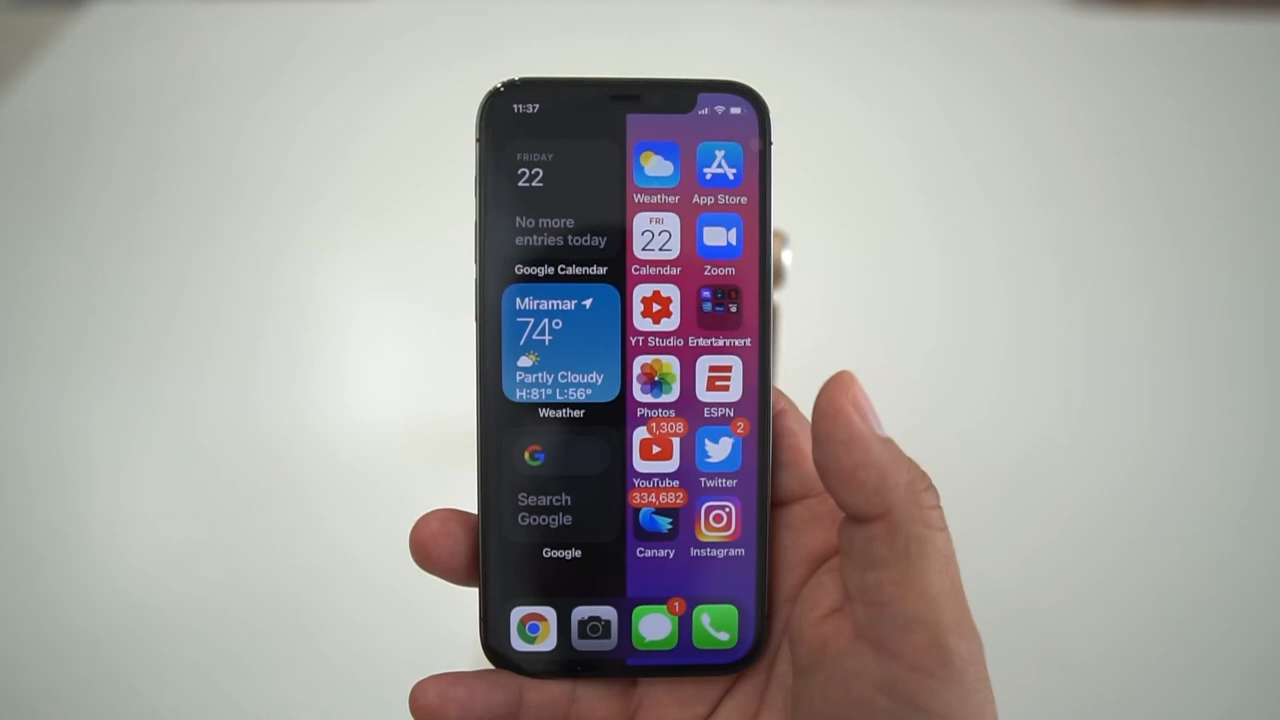 11:37
FRIDAY
22
No more
entries today
Google Calendar
Miramar
74°
Partly Cloudy
H:81° L:56°
Weather
G
Search
Google
Google
Weather
App Store
FRI
22
Calendar
Zoom
YT Studio
Entertainment
Photos
E
ESPN
1,308
YouTube
2
Twitter
334,682
Canary
Instagram
1